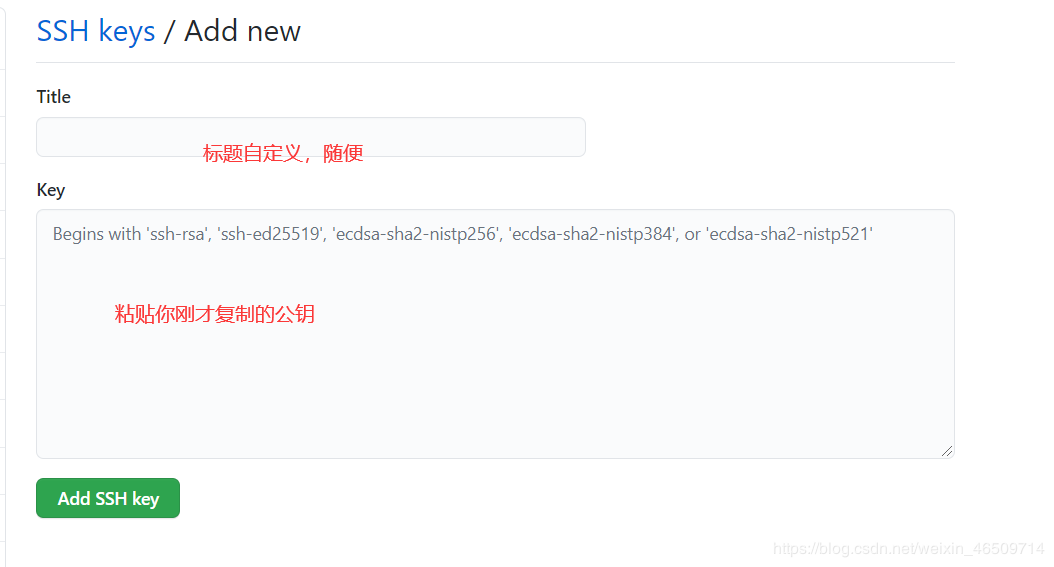 SSH keys / Add new
Title
标题自定义，随便
Key
Begins with 'ssh-rsa', 'ssh-ed25519', 'ecdsa-sha2-nistp256', 'ecdsa-sha2-nistp384', or 'ecdsa-sha2-nistp521'
粘贴你刚才复制的公钥
Add SSH key
https://blog.csdn.net/weixin_46509714